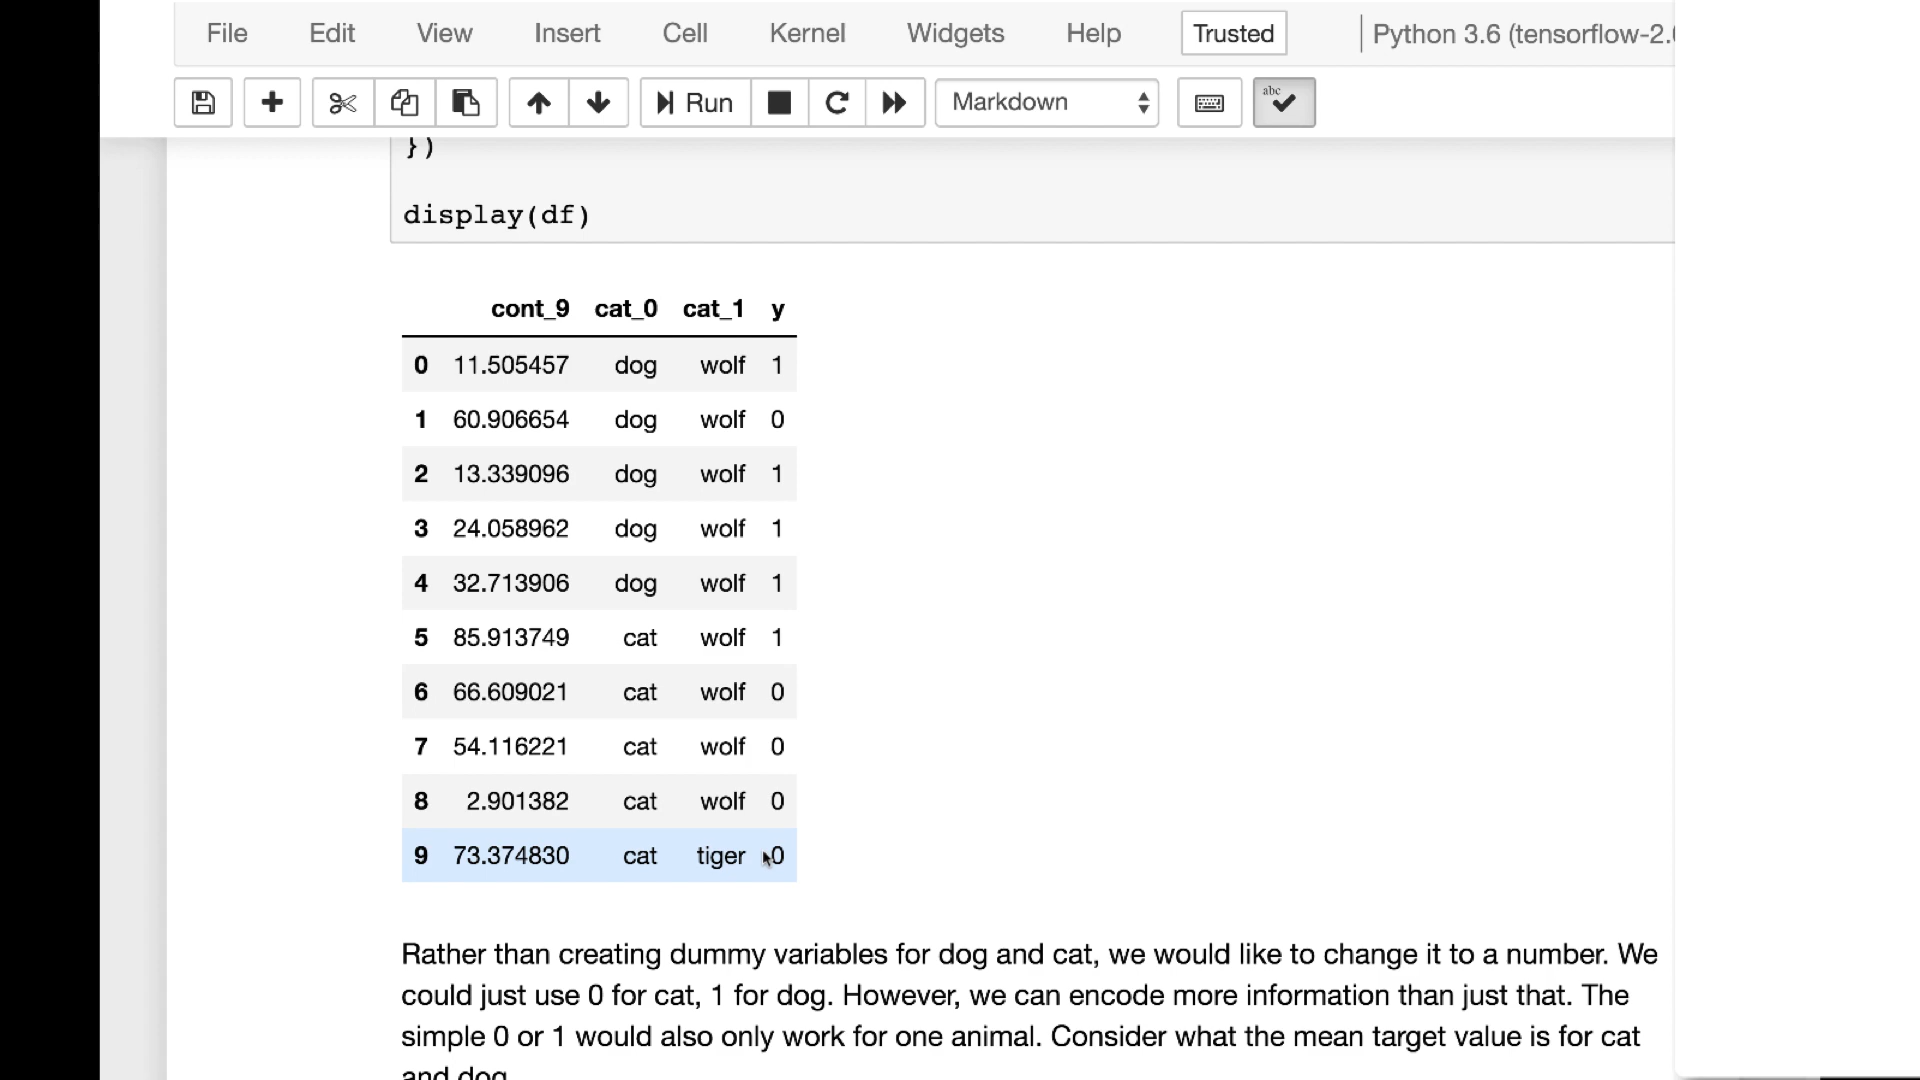 File Edit View Insert Cell Kernel Widgets Help Trusted Python 3.6 (tensorflow-2.
Run Markdown abc
})
display(df)
cont_9 cat_0 cat_1 y
0 11.505457 dog wolf 1
1 60.906654 dog wolf 0
2 13.339096 dog wolf 1
3 24.058962 dog wolf 1
4 32.713906 dog wolf 1
5 85.913749 cat wolf 1
6 66.609021 cat wolf 0
7 54.116221 cat wolf 0
8 2.901382 cat wolf 0
9 73.374830 cat tiger 0
Rather than creating dummy variables for dog and cat, we would like to change it to a number. We
could just use 0 for cat, 1 for dog. However, we can encode more information than just that. The
simple 0 or 1 would also only work for one animal. Consider what the mean target value is for cat
and dog.